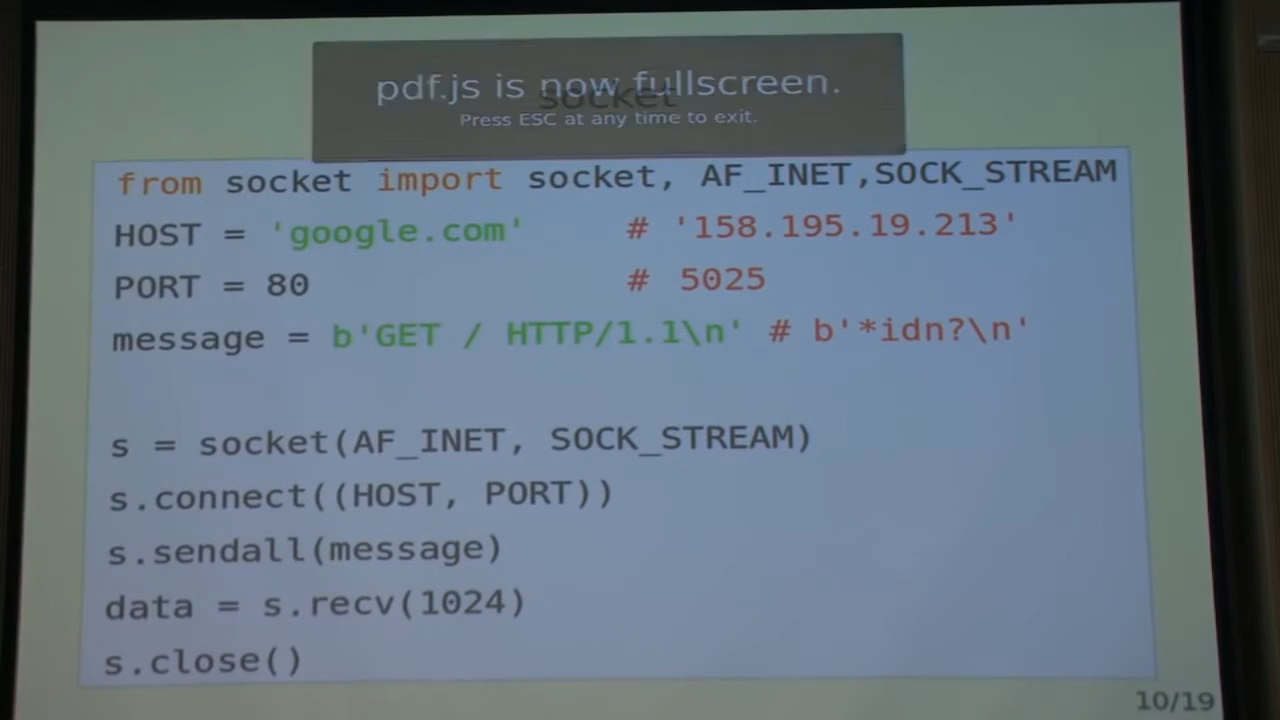 pdf.js is now fullscreen.
socket
Press ESC at any time to exit.
from socket import socket, AF_INET,SOCK_STREAM
HOST = 'google.com' # '158.195.19.213'
PORT = 80 # 5025
message = b'GET / HTTP/1.1\n' # b'*idn?\n'
s = socket(AF_INET, SOCK_STREAM)
s.connect((HOST, PORT))
s.sendall(message)
data = s.recv(1024)
s.close()
10/19